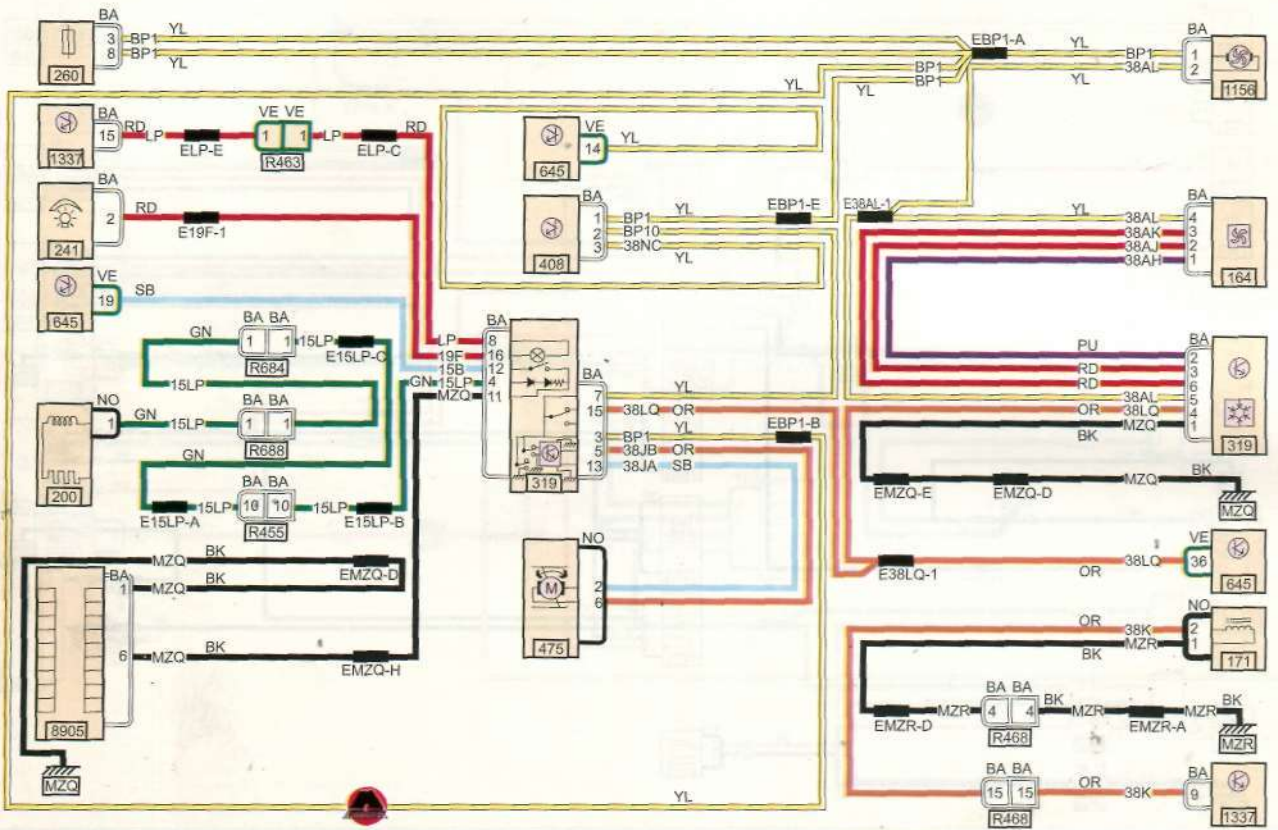 BA YL EBP1-A YL BA
3 BP1 BP1 1
8 BP1 38AL 2
YL BP1 YL
260 BP1 1156
YL YL
BA VE VE RD VE
15 RD LP 1 1 LP YL
ELP-E ELP-C 14
1337 R463 645
BA BA BA
2 RD 1 BP1 YL EBP1-E E38AL-1 YL 38AL 4
E19F-1 2 BP10 38AK 3
241 3 38NC 38AJ 2
YL 38AH 1
408 164
VE
19 SB
645
BA BA BA
GN 1 1 15LP E15LP-C LP 8
R684 19F 16
15B 12
15LP GN 15LP 4
MZQ 11
BA
7 YL
15 38LQ OR
3 BP1 YL EBP1-B
5 38JB OR
13 38JA SB
319
BA
PU 2
RD 3
RD 6
38AL 5
OR 38LQ 4
MZQ 1
BK
319
NO
1 GN 15LP 1 1
R688
GN
200
BA BA
E15LP-A 15LP 10 10 15LP E15LP-B
R455
EMZQ-E EMZQ-D MZQ BK
MZQ
MZQ BK EMZQ-D
BA
1 MZQ BK
6 MZQ BK EMZQ-H
8905
MZQ
NO
M 2
6
475
VE
E38LQ-1 38LQ 36
OR
645
NO
OR 38K 2
MZR 1
BK
171
BA BA BK BK
EMZR-D MZR 4 4 MZR EMZR-A MZR
R468 MZR
BA BA BA
15 15 OR 38K 9
R468
1337
YL